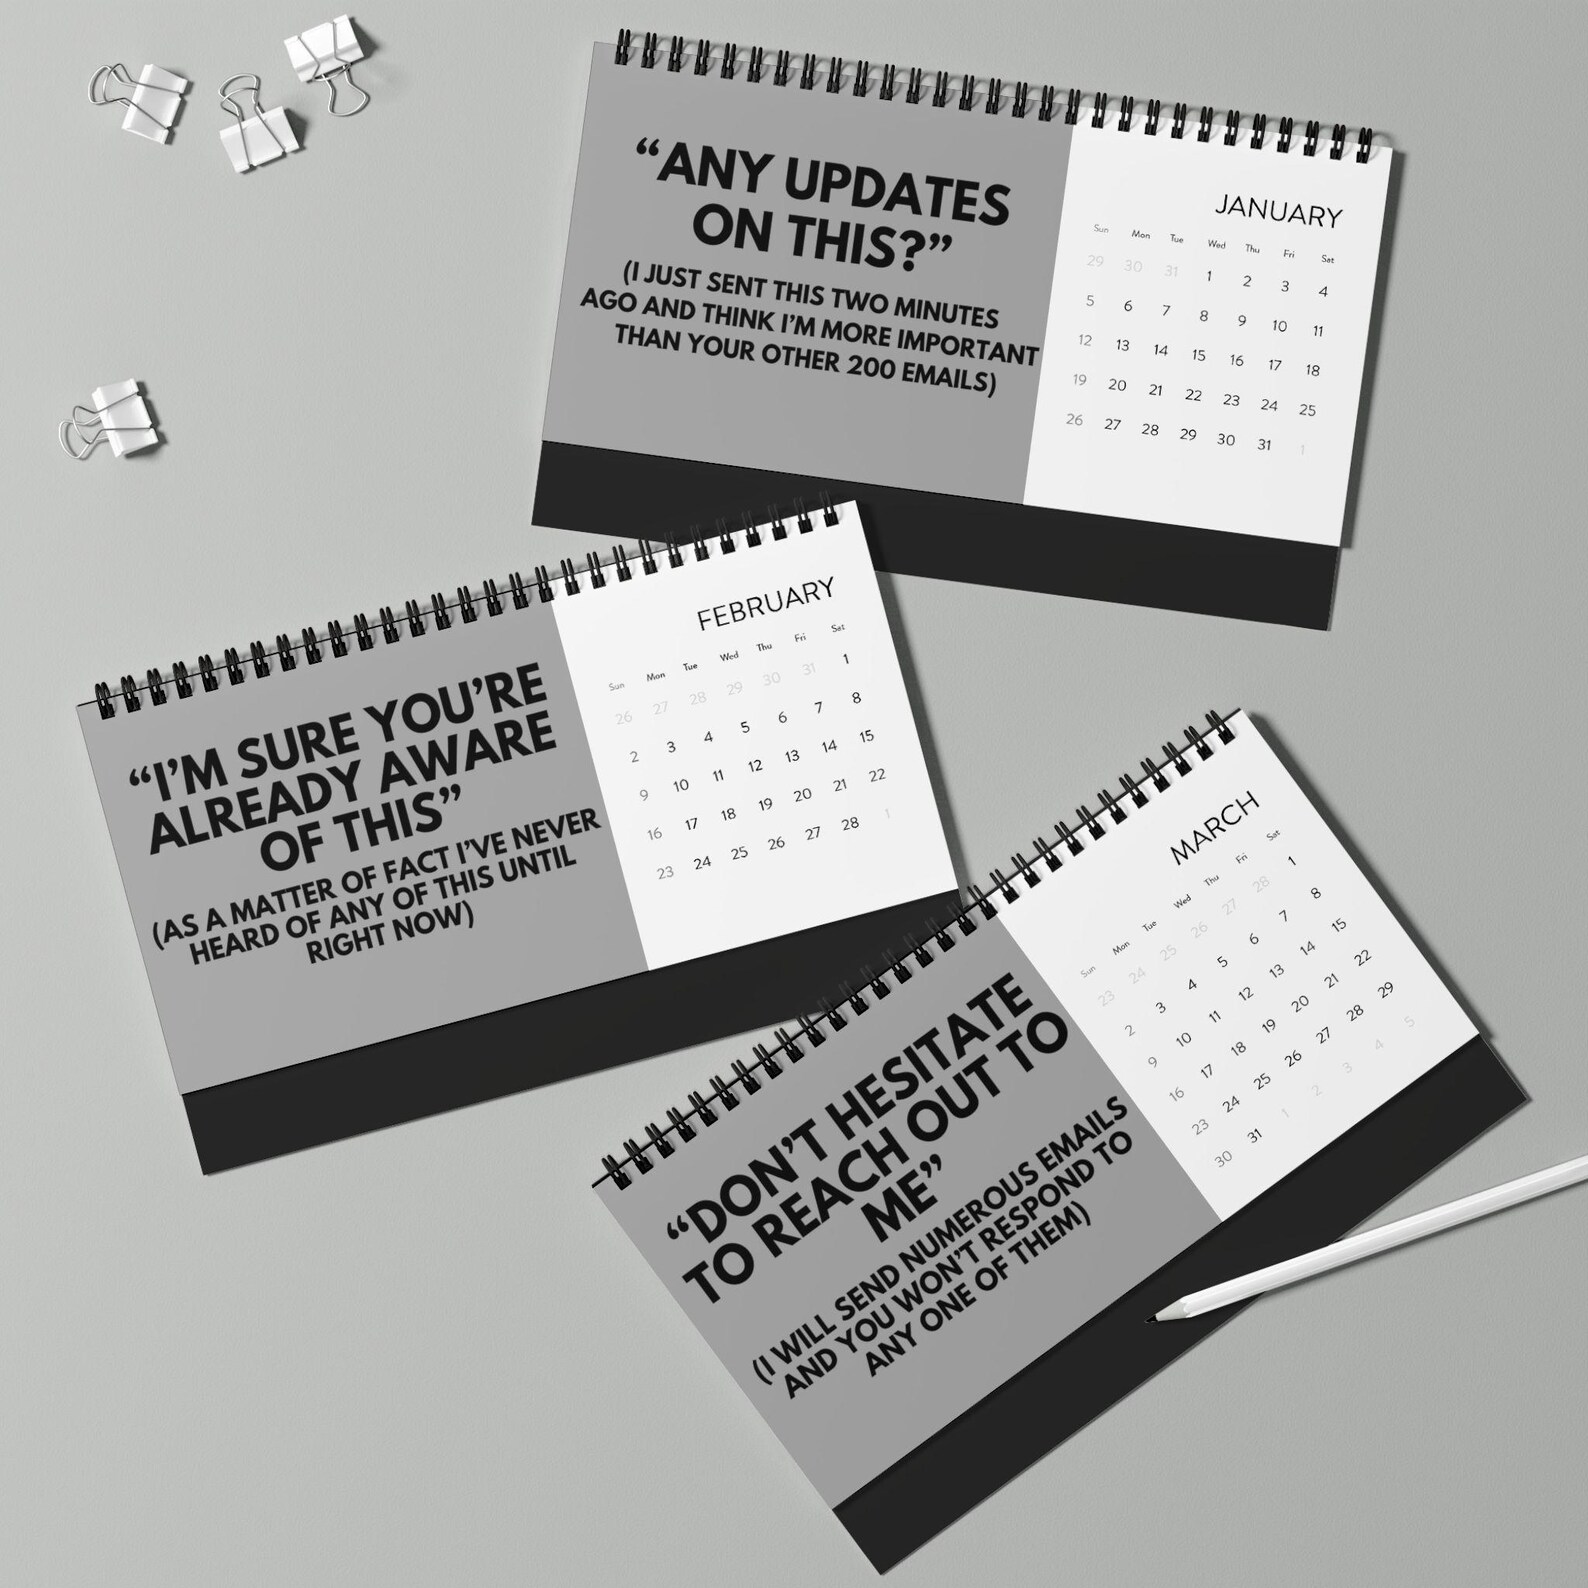 “ANY UPDATES
ON THIS?”
(I JUST SENT THIS TWO MINUTES
AGO AND THINK I’M MORE IMPORTANT
THAN YOUR OTHER 200 EMAILS)
JANUARY
Sun Mon Tue Wed Thu Fri Sat
29 30 31 1 2 3 4
5 6 7 8 9 10 11
12 13 14 15 16 17 18
19 20 21 22 23 24 25
26 27 28 29 30 31 1
“I’M SURE YOU’RE
ALREADY AWARE
OF THIS”
(AS A MATTER OF FACT I’VE NEVER
HEARD OF ANY OF THIS UNTIL
RIGHT NOW)
FEBRUARY
Sun Mon Tue Wed Thu Fri Sat
26 27 28 29 30 31 1
2 3 4 5 6 7 8
9 10 11 12 13 14 15
16 17 18 19 20 21 22
23 24 25 26 27 28 1
“DON’T HESITATE
TO REACH OUT TO
ME”
(I WILL SEND NUMEROUS EMAILS
AND YOU WON’T RESPOND TO
ANY ONE OF THEM)
MARCH
Sun Mon Tue Wed Thu Fri Sat
23 24 25 26 27 28 1
2 3 4 5 6 7 8
9 10 11 12 13 14 15
16 17 18 19 20 21 22
23 24 25 26 27 28 29
30 31 1 2 3 4 5